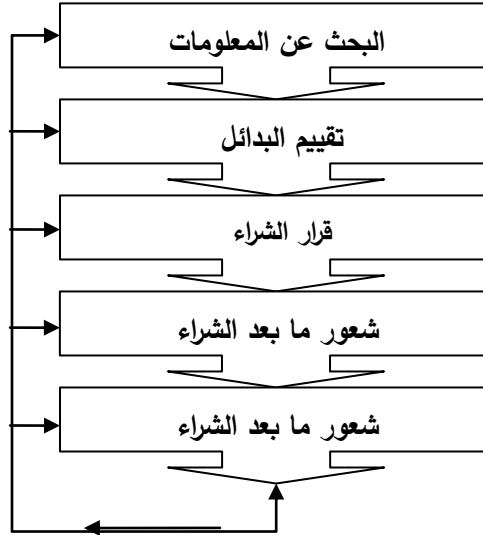 البحث عن المعلومات
تقييم البدائل
قرار الشراء
شعور ما بعد الشراء
شعور ما بعد الشراء